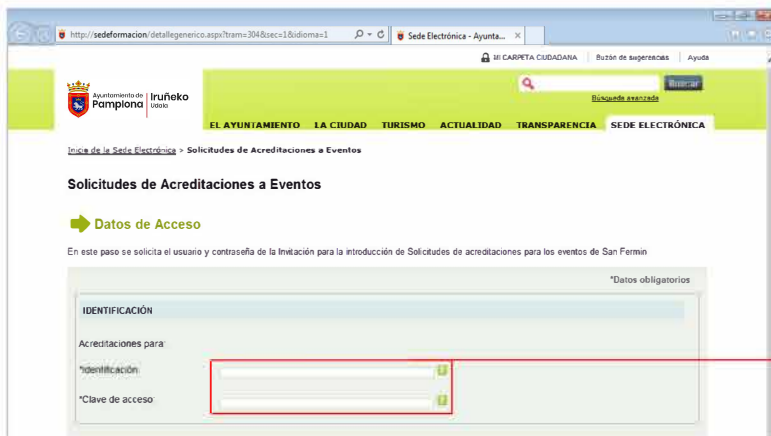 http://sedeformacion/detallegenerico.aspx?tram=304&sec=1&idioma=1
Sede Electrónica - Ayunta...
MI CARPETA CIUDADANA | Buzón de sugerencias | Ayuda
Ayuntamiento de Pamplona | Iruñeko Udala
Buscar
Búsqueda avanzada
EL AYUNTAMIENTO LA CIUDAD TURISMO ACTUALIDAD TRANSPARENCIA SEDE ELECTRÓNICA
Inicio de la Sede Electrónica > Solicitudes de Acreditaciones a Eventos
Solicitudes de Acreditaciones a Eventos
Datos de Acceso
En este paso se solicita el usuario y contraseña de la Invitación para la introducción de Solicitudes de acreditaciones para los eventos de San Fermin
*Datos obligatorios
IDENTIFICACIÓN
Acreditaciones para:
*Identificación:
*Clave de acceso: